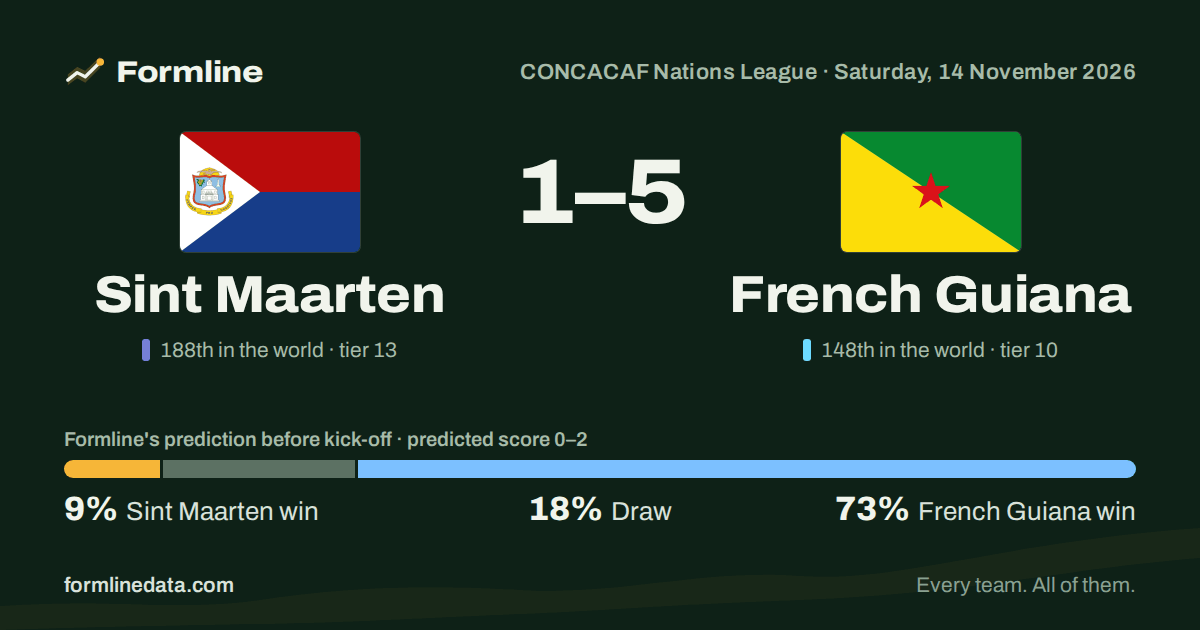 Formline
CONCACAF Nations League · Saturday, 14 November 2026
1–5
Sint Maarten
French Guiana
188th in the world · tier 13
148th in the world · tier 10
Formline's prediction before kick-off · predicted score 0–2
9% Sint Maarten win
18% Draw
73% French Guiana win
formlinedata.com
Every team. All of them.